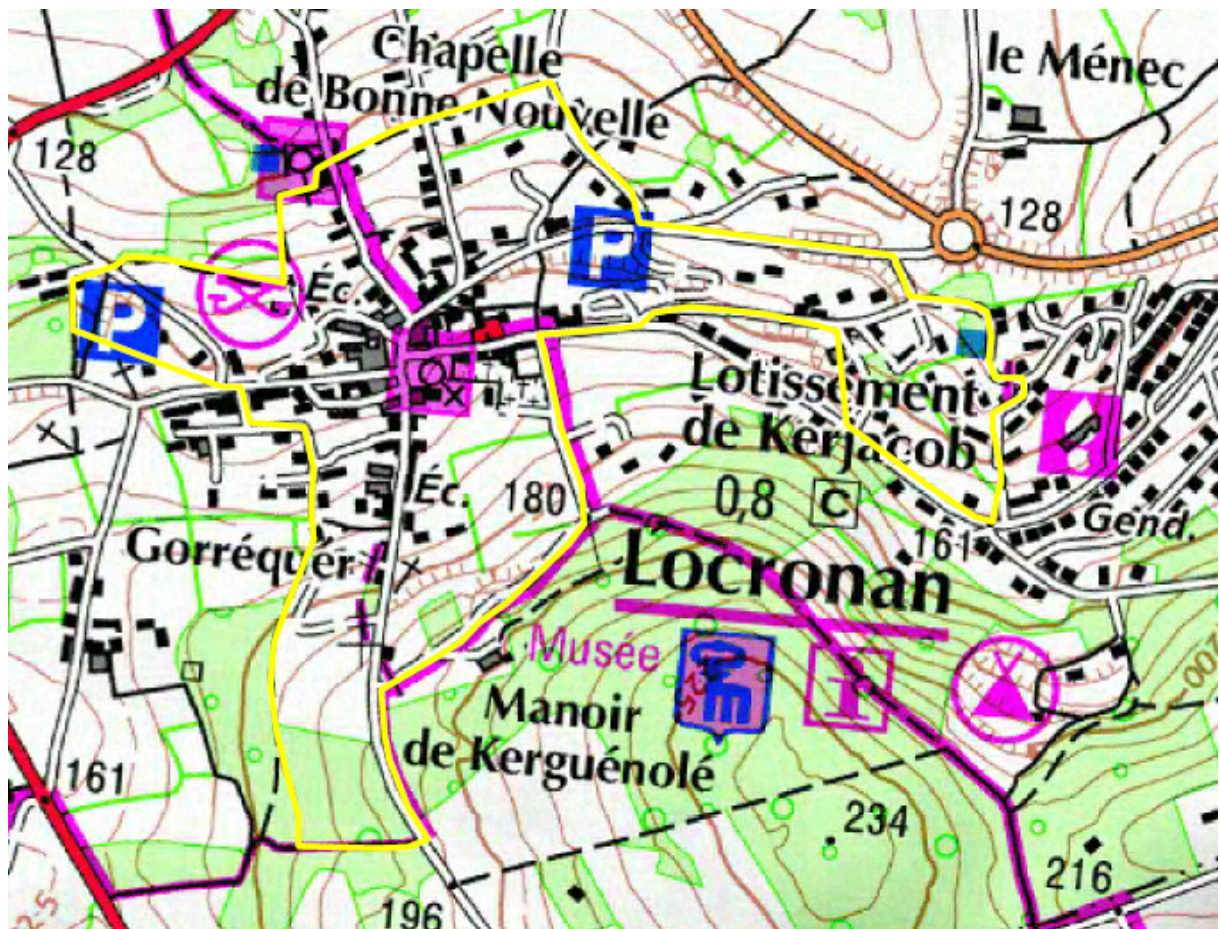 Chapelle
de Bonne Nouvelle
le Ménec
128
128
P
P
Éc.
Lotissement
de Kerjacob
180
0,8 C
Éc.
Gend.
161
Gorréquer
Locronan
Musée
Manoir
de Kerguénolé
161
234
216
196